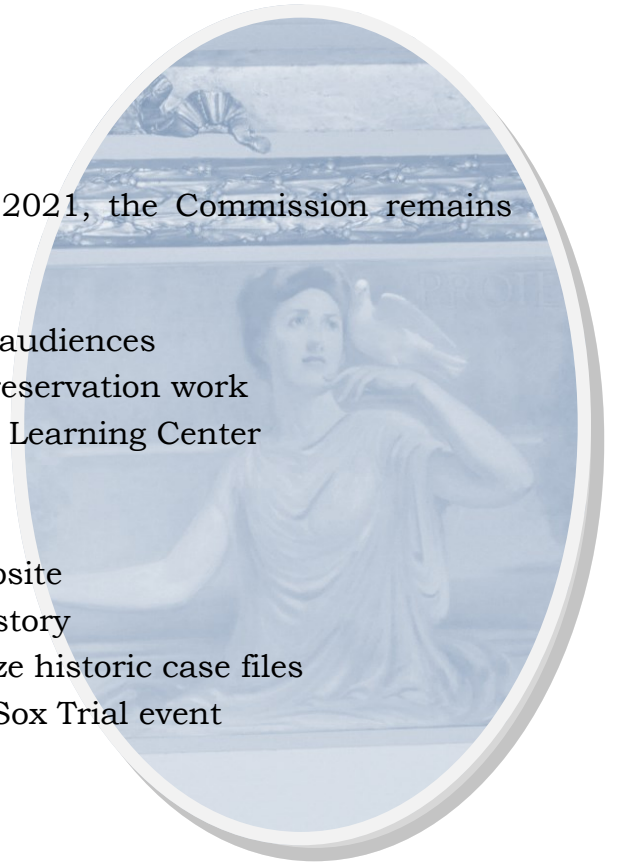 2021, the Commission remains
audiences
reservation work
Learning Center
osite
story
ze historic case files
Sox Trial event